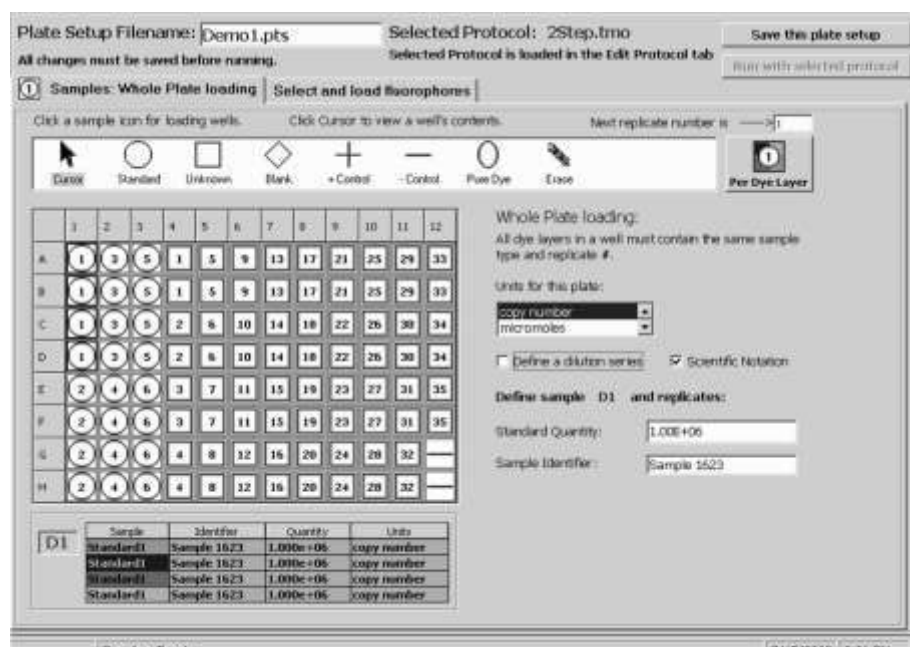 Plate Setup Filename: Demo1.pts Selected Protocol: 2Step.tmo Save this plate setup
All changes must be saved before running. Selected Protocol is loaded in the Edit Protocol tab Run with selected protocol
1 Samples: Whole Plate loading Select and load fluorophores
Click a sample icon for loading wells. Click Cursor to view a well's contents. Next replicate number is ---> 1
1
Cursor Standard Unknown Blank + Control - Control Pure Dye Erase Per Dye Layer
1 2 3 4 5 6 7 8 9 10 11 12
A 1 3 5 1 5 9 13 17 21 25 29 33
B 1 3 5 1 5 9 13 17 21 25 29 33
C 1 3 5 2 6 10 14 18 22 26 30 34
D 1 3 5 2 6 10 14 18 22 26 30 34
E 2 4 6 3 7 11 15 19 23 27 31 35
F 2 4 6 3 7 11 15 19 23 27 31 35
G 2 4 6 4 8 12 16 20 24 28 32
H 2 4 6 4 8 12 16 20 24 28 32
Whole Plate loading:
All dye layers in a well must contain the same sample
type and replicate #.
Units for this plate:
copy number
micromoles
Define a dilution series Scientific Notation
Define sample D1 and replicates:
Standard Quantity: 1.00E+06
Sample Identifier: Sample 1623
D1
Sample Identifier Quantity Units
Standard1 Sample 1623 1.000e+06 copy number
Standard1 Sample 1623 1.000e+06 copy number
Standard1 Sample 1623 1.000e+06 copy number
Standard1 Sample 1623 1.000e+06 copy number